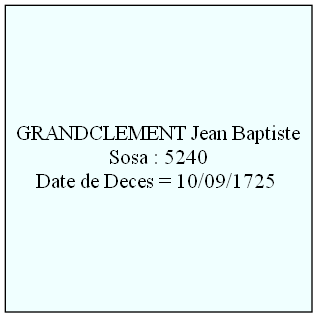 GRANDCLEMENT Jean Baptiste
Sosa : 5240
Date de Deces = 10/09/1725